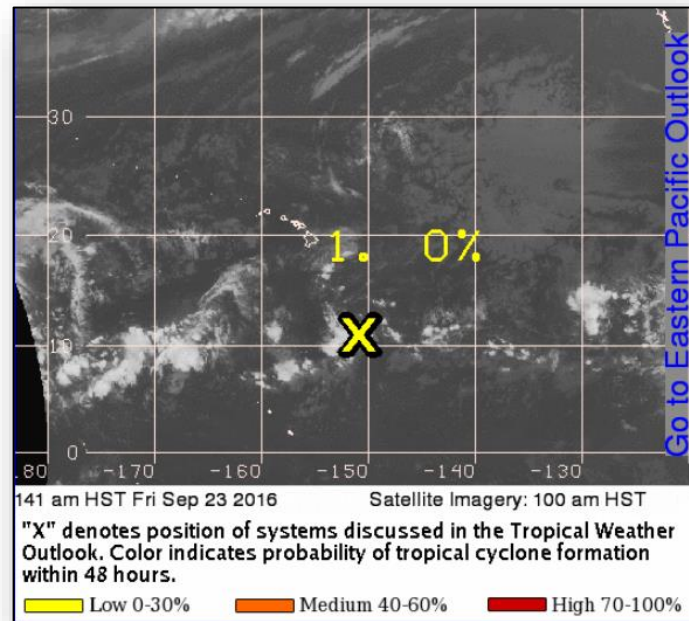 Go to Eastern Pacific Outlook
30
20
1. 0%
X
10
0
180 -170 -160 -150 -140 -130
141 am HST Fri Sep 23 2016 Satellite Imagery: 100 am HST
"X" denotes position of systems discussed in the Tropical Weather
Outlook. Color indicates probability of tropical cyclone formation
within 48 hours.
Low 0-30% Medium 40-60% High 70-100%